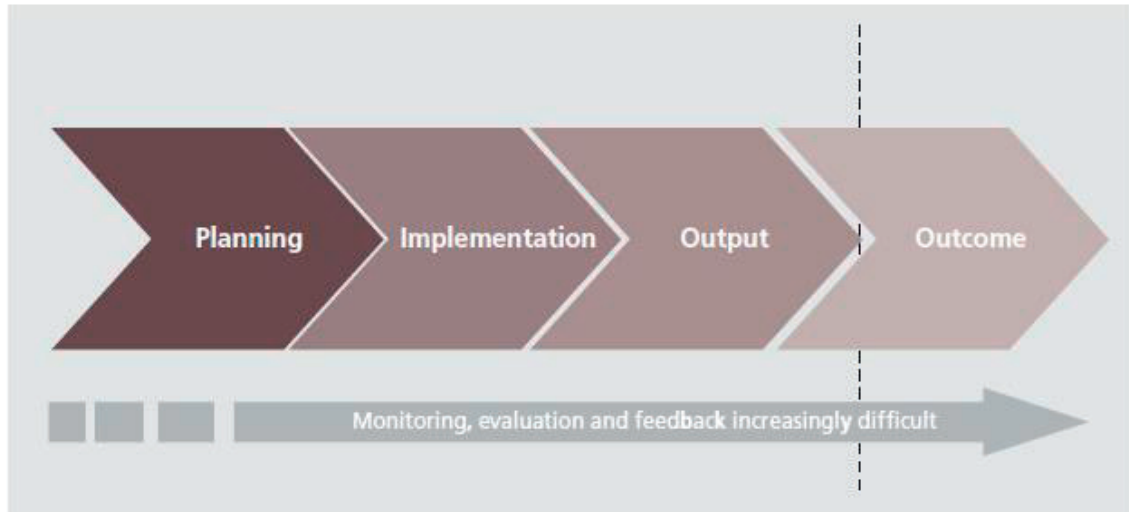 Planning
Implementation
Output
Outcome
Monitoring, evaluation and feedback increasingly difficult